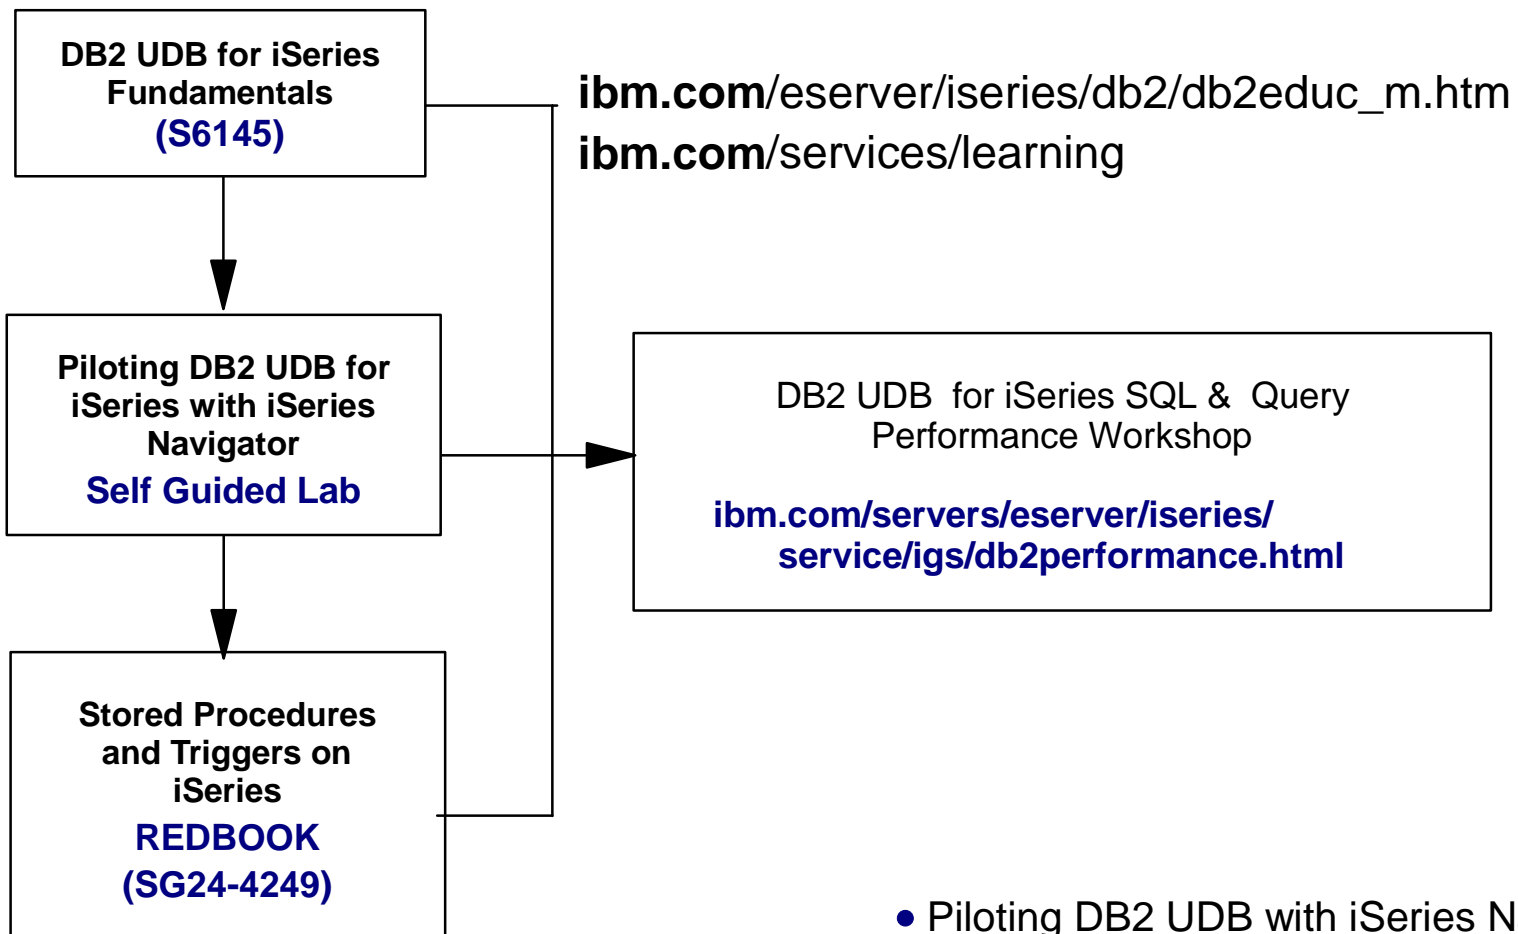 DB2 UDB for iSeries
Fundamentals
(S6145)
ibm.com/eserver/iseries/db2/db2educ_m.htm
ibm.com/services/learning
Piloting DB2 UDB for
iSeries with iSeries
Navigator
Self Guided Lab
DB2 UDB for iSeries SQL & Query
Performance Workshop
ibm.com/servers/eserver/iseries/
service/igs/db2performance.html
Stored Procedures
and Triggers on
iSeries
REDBOOK
(SG24-4249)
• Piloting DB2 UDB with iSeries N